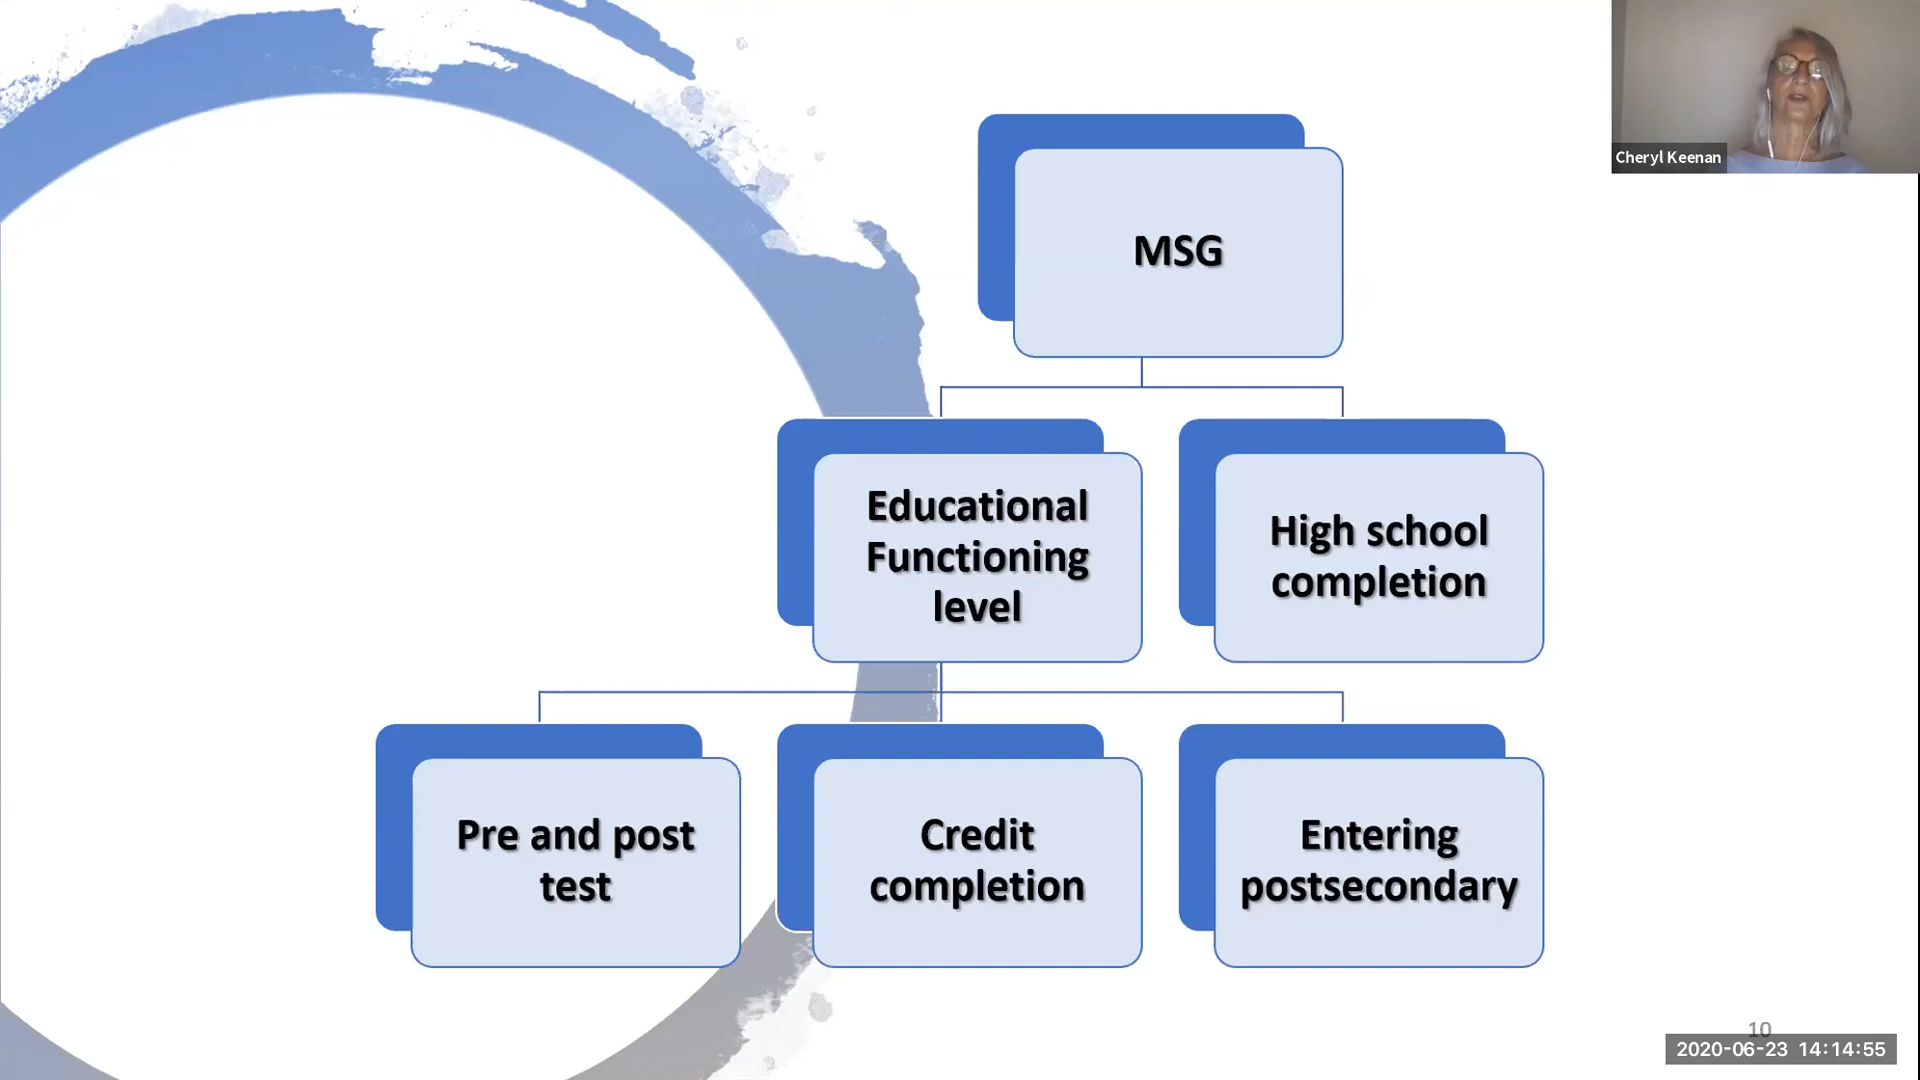 Cheryl Keenan
MSG
Educational
Functioning
level
High school
completion
Pre and post
test
Credit
completion
Entering
postsecondary
10
2020-06-23 14:14:55